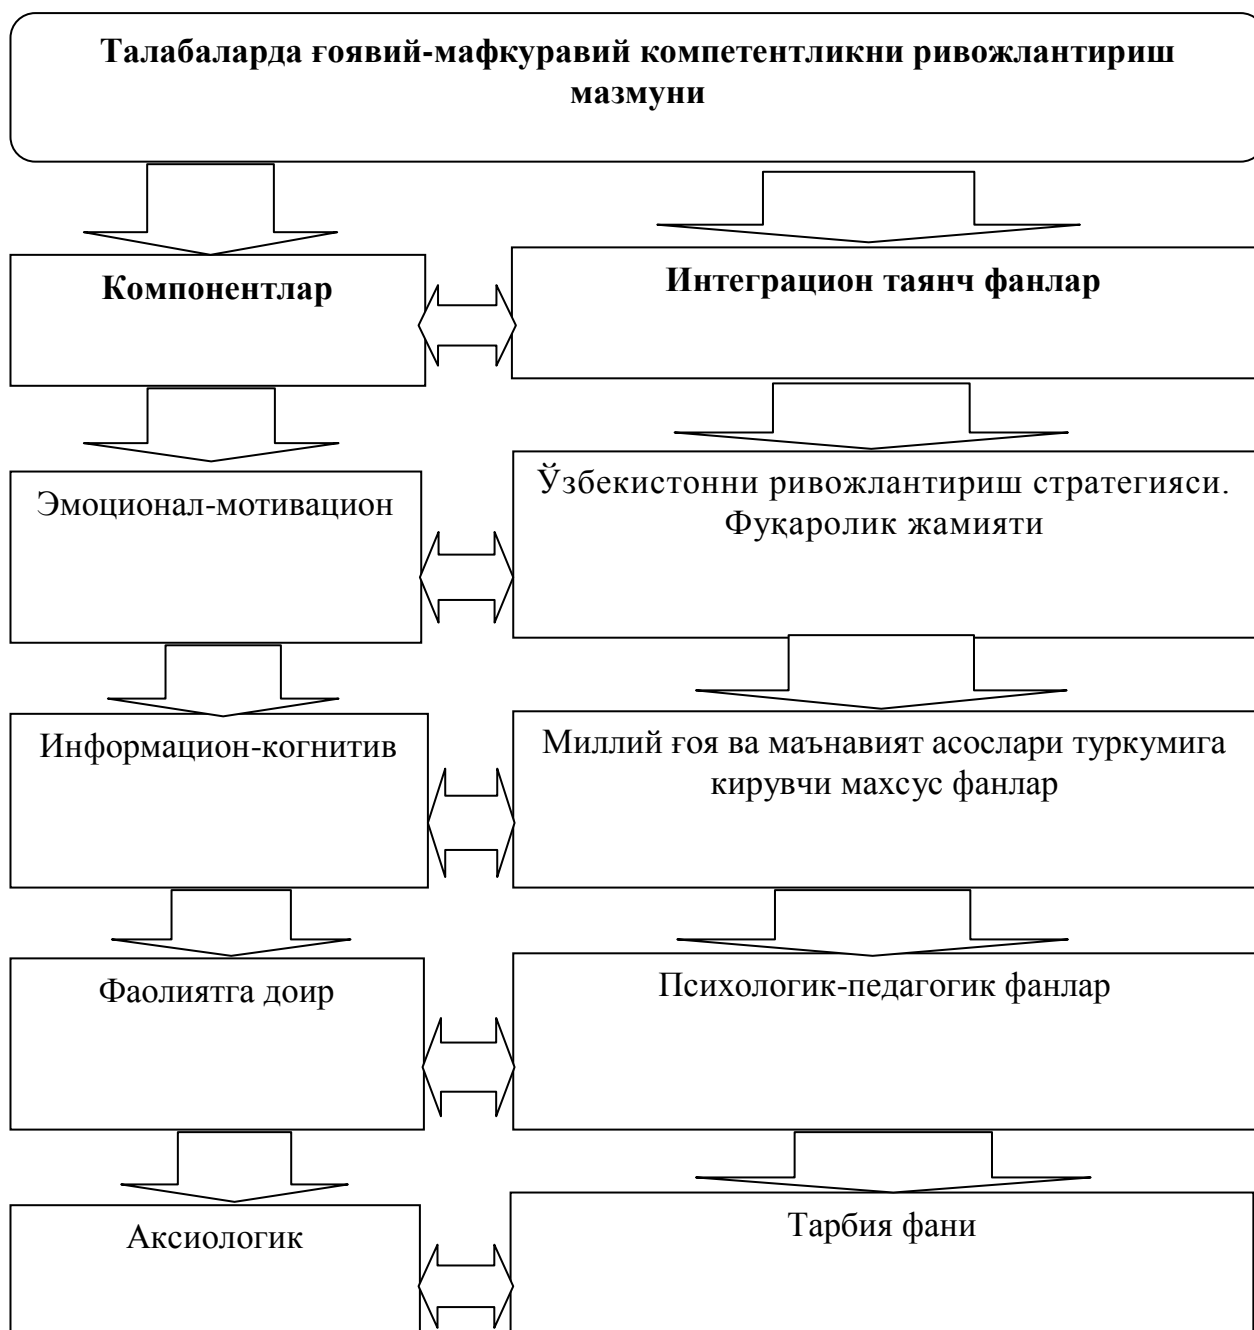 Талабаларда ғоявий-мафкуравий компетентликни ривожлантириш
мазмуни
Компонентлар
Интеграцион таянч фанлар
Эмоционал-мотивацион
Ўзбекистонни ривожлантириш стратегияси.
Фуқаролик жамияти
Информацион-когнитив
Миллий ғоя ва маънавият асослари туркумига
кирувчи махсус фанлар
Фаолиятга доир
Психологик-педагогик фанлар
Аксиологик
Тарбия фани